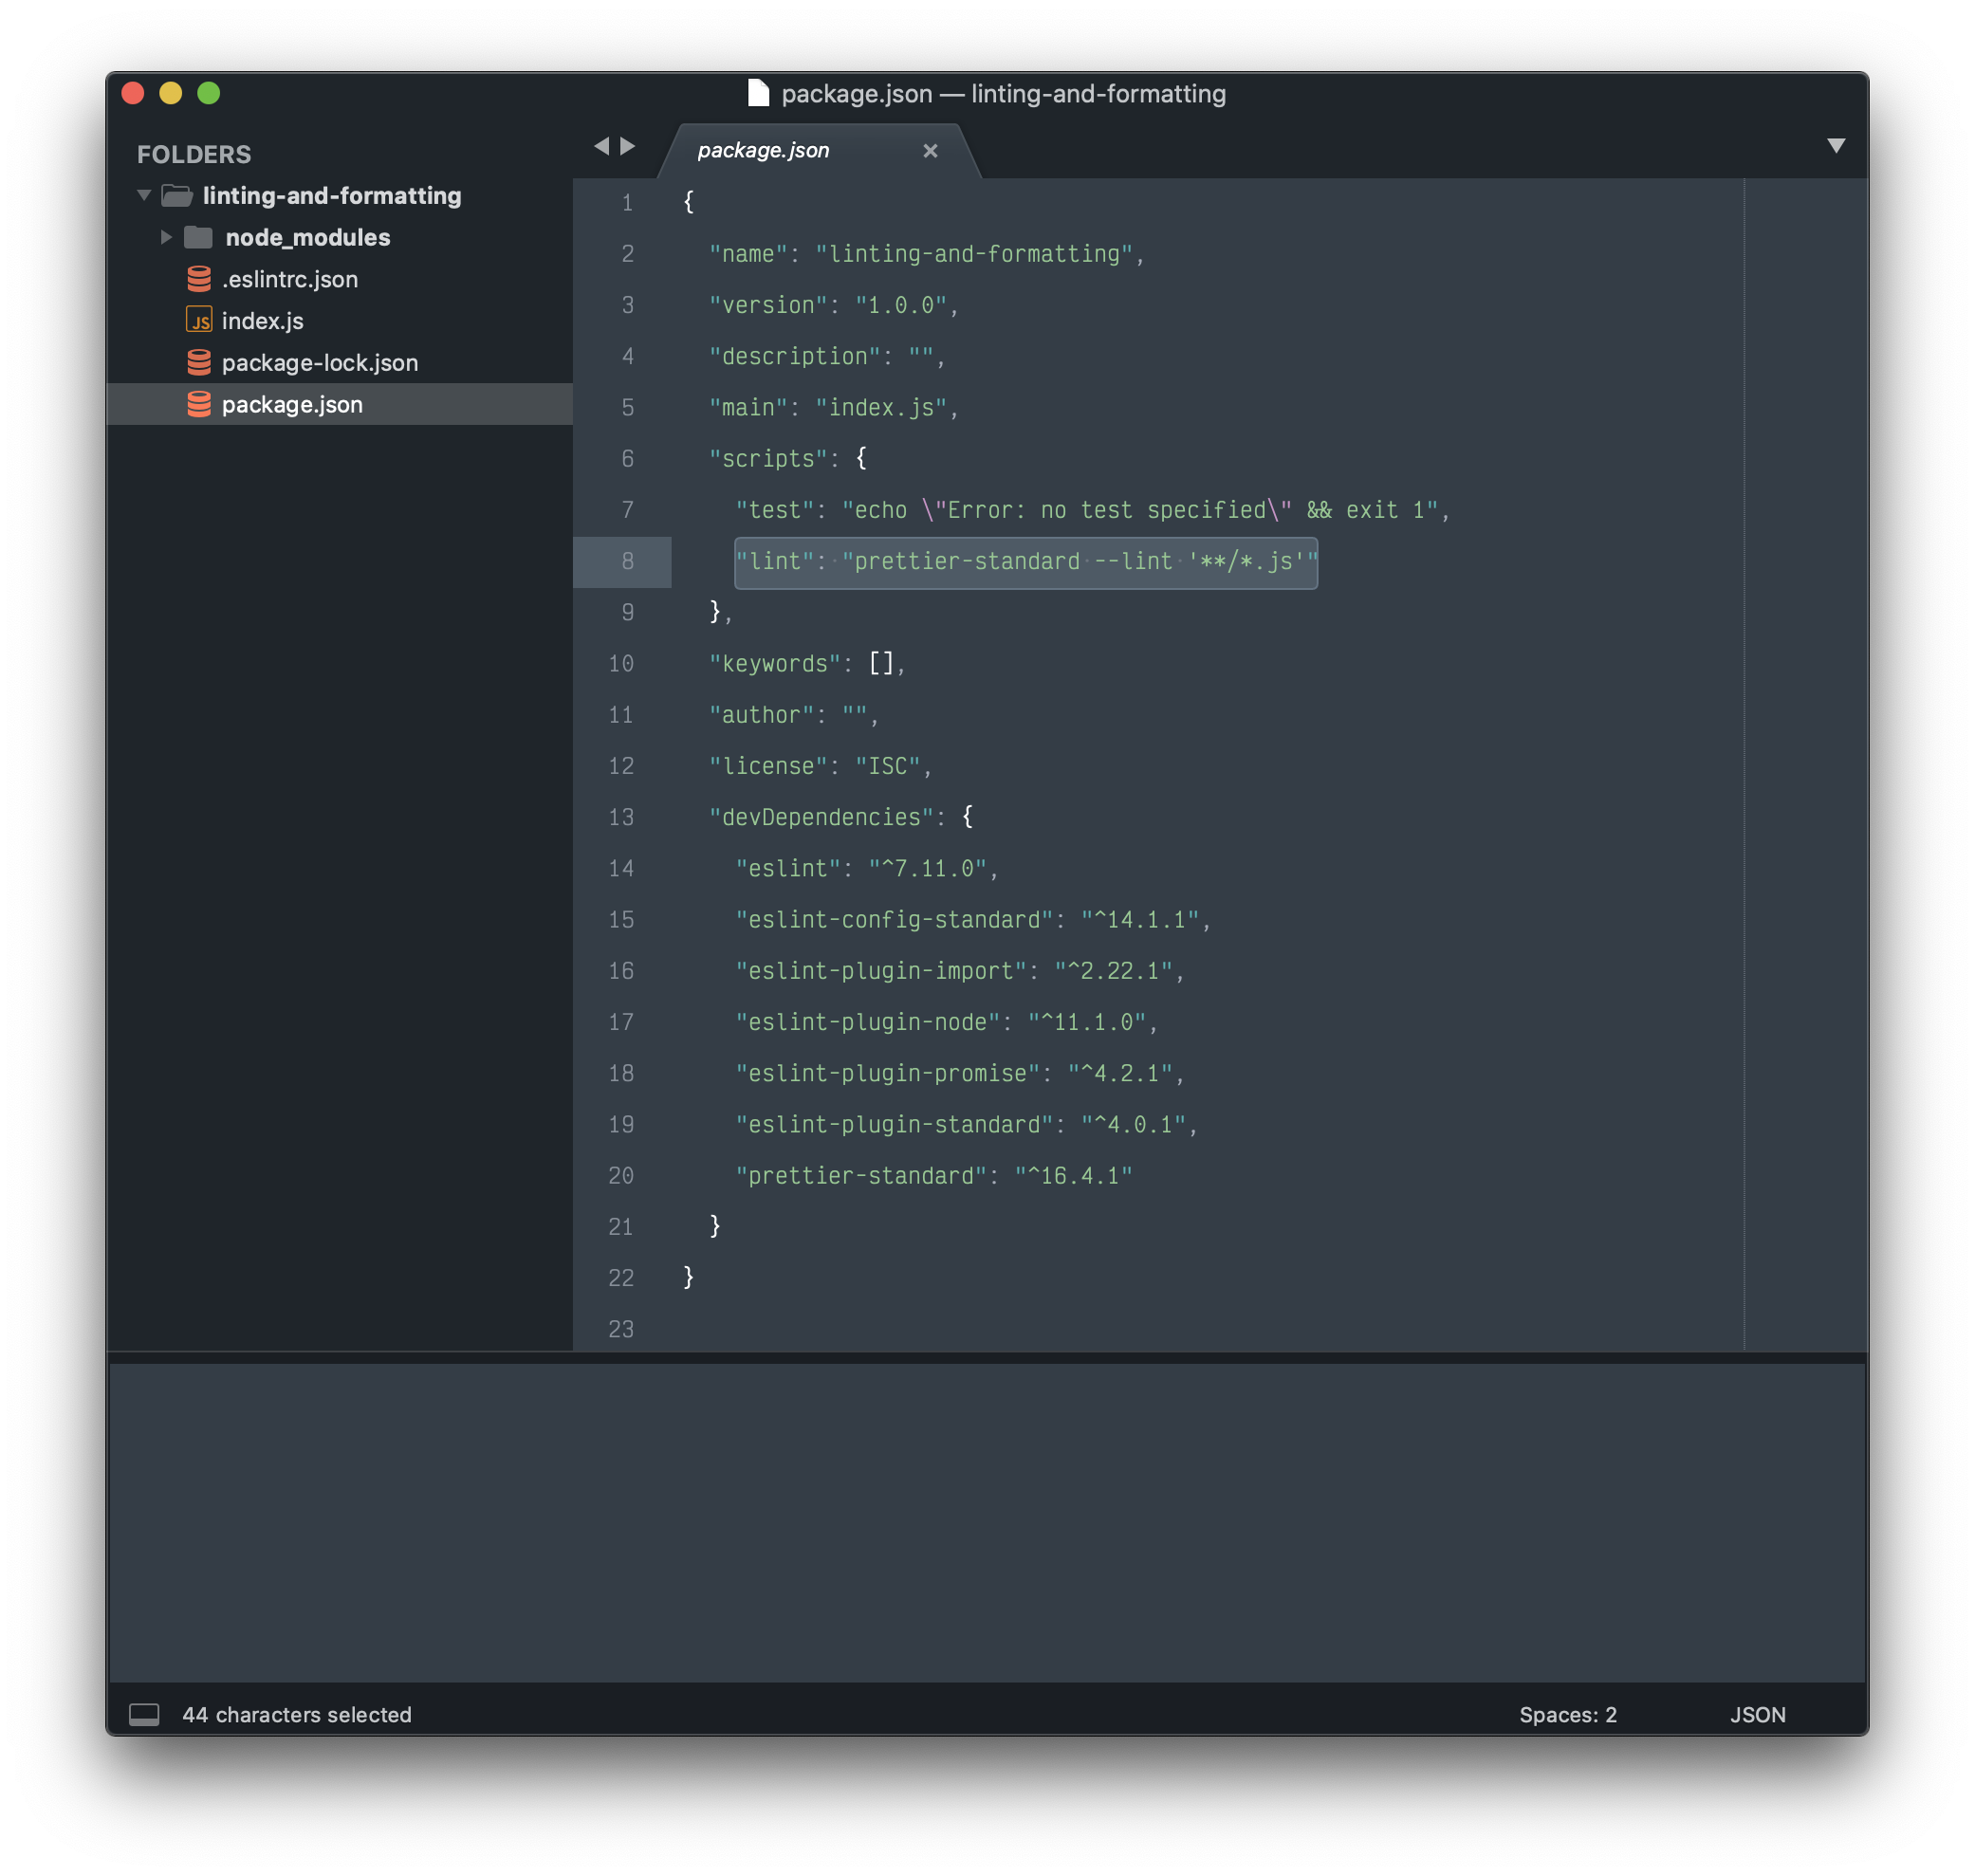 package.json — linting-and-formatting
FOLDERS
linting-and-formatting
node_modules
.eslintrc.json
JS index.js
package-lock.json
package.json
package.json ×
1 {
2 "name": "linting-and-formatting",
3 "version": "1.0.0",
4 "description": "",
5 "main": "index.js",
6 "scripts": {
7 "test": "echo \"Error: no test specified\" && exit 1",
8 "lint": "prettier-standard --lint '**/*.js'"
9 },
10 "keywords": [],
11 "author": "",
12 "license": "ISC",
13 "devDependencies": {
14 "eslint": "^7.11.0",
15 "eslint-config-standard": "^14.1.1",
16 "eslint-plugin-import": "^2.22.1",
17 "eslint-plugin-node": "^11.1.0",
18 "eslint-plugin-promise": "^4.2.1",
19 "eslint-plugin-standard": "^4.0.1",
20 "prettier-standard": "^16.4.1"
21 }
22 }
23
44 characters selected
Spaces: 2
JSON